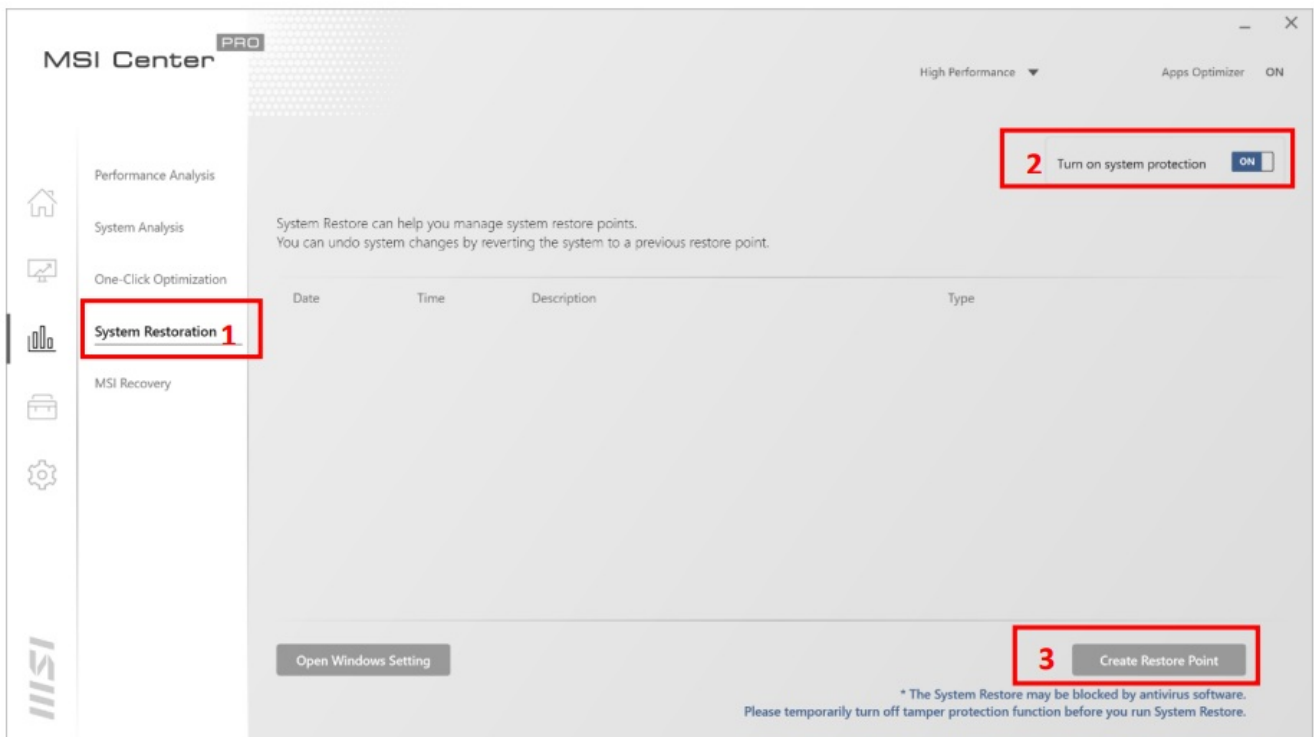 MSI Center PRO
High Performance
Apps Optimizer ON
2 Turn on system protection ON
Performance Analysis
System Analysis
One-Click Optimization
System Restoration 1
MSI Recovery
System Restore can help you manage system restore points.
You can undo system changes by reverting the system to a previous restore point.
Date Time Description Type
Open Windows Setting
3 Create Restore Point
* The System Restore may be blocked by antivirus software.
Please temporarily turn off tamper protection function before you run System Restore.
msi